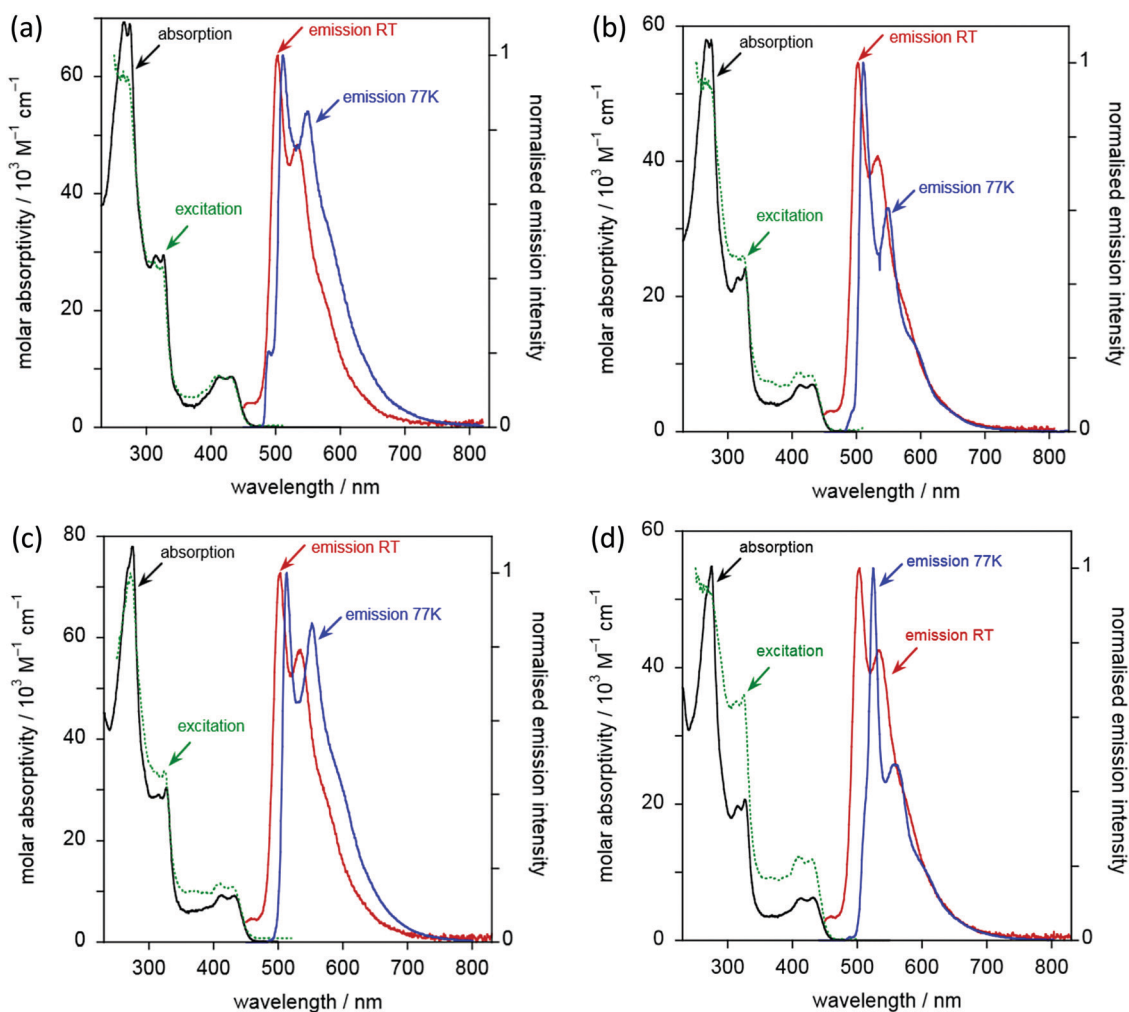 (a)
absorption
emission RT
emission 77K
excitation
molar absorptivity / 10³ M⁻¹ cm⁻¹
normalised emission intensity
60
40
20
0
1
0
300 400 500 600 700 800
wavelength / nm
(b)
absorption
emission RT
emission 77K
excitation
molar absorptivity / 10³ M⁻¹ cm⁻¹
normalised emission intensity
60
40
20
0
1
0
300 400 500 600 700 800
wavelength / nm
(c)
absorption
emission RT
emission 77K
excitation
molar absorptivity / 10³ M⁻¹ cm⁻¹
normalised emission intensity
80
60
40
20
0
1
0
300 400 500 600 700 800
wavelength / nm
(d)
absorption
emission 77K
emission RT
excitation
molar absorptivity / 10³ M⁻¹ cm⁻¹
normalised emission intensity
60
40
20
0
1
0
300 400 500 600 700 800
wavelength / nm